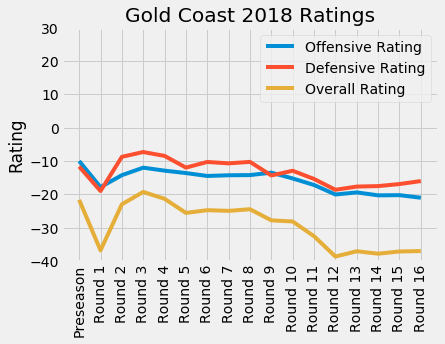 Gold Coast 2018 Ratings
Offensive Rating
Defensive Rating
Overall Rating
Rating
30
20
10
0
−10
−20
−30
−40
Preseason
Round 1
Round 2
Round 3
Round 4
Round 5
Round 6
Round 7
Round 8
Round 9
Round 10
Round 11
Round 12
Round 13
Round 14
Round 15
Round 16